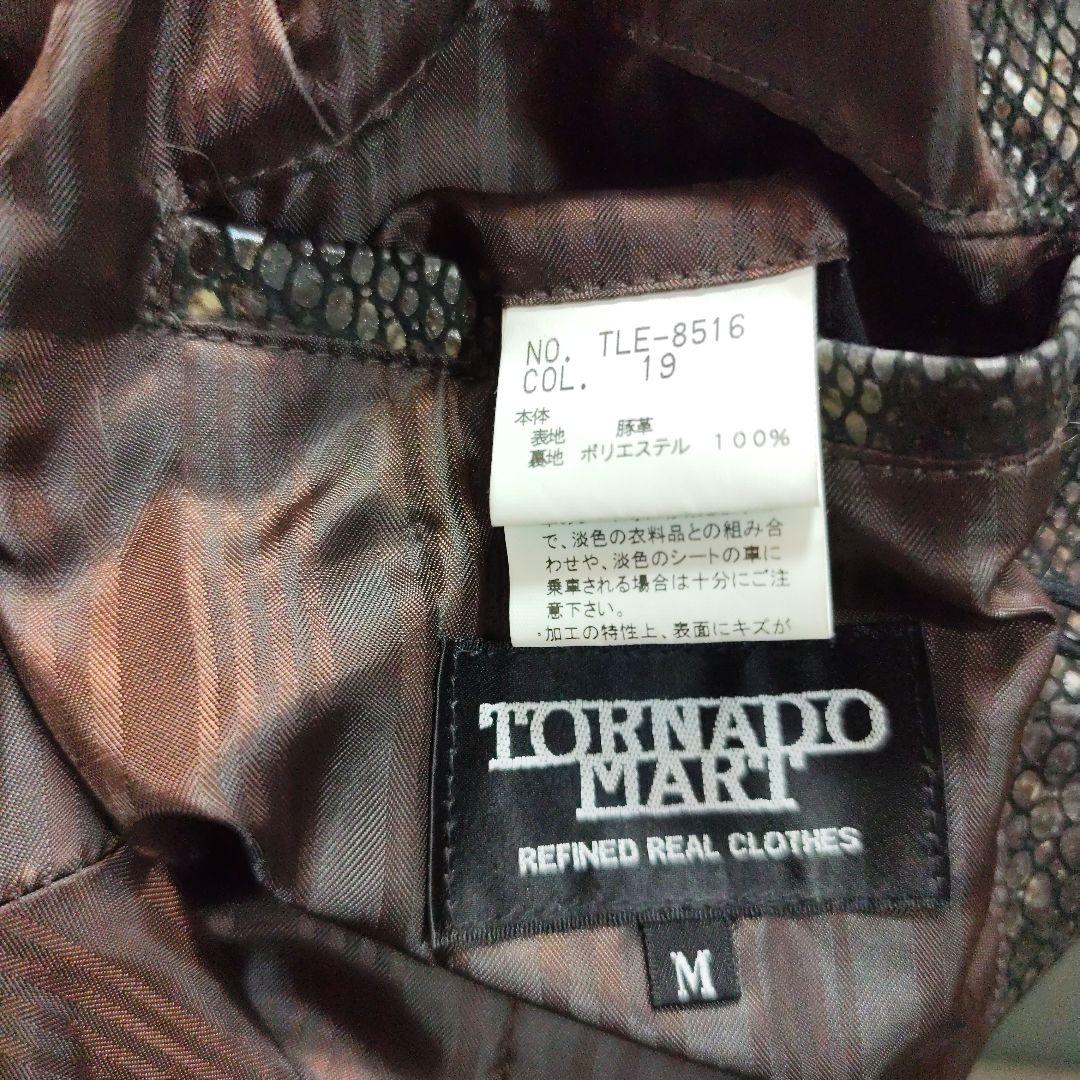 NO. TLE-8516
COL. 19
本体
表地 豚革
裏地 ポリエステル 100%
で、淡色の衣料品との組み合
わせや、淡色のシートの車に
乗車される場合は十分にご注
意下さい。
・加工の特性上、表面にキズが
TORNADO
MART
REFINED REAL CLOTHES
M